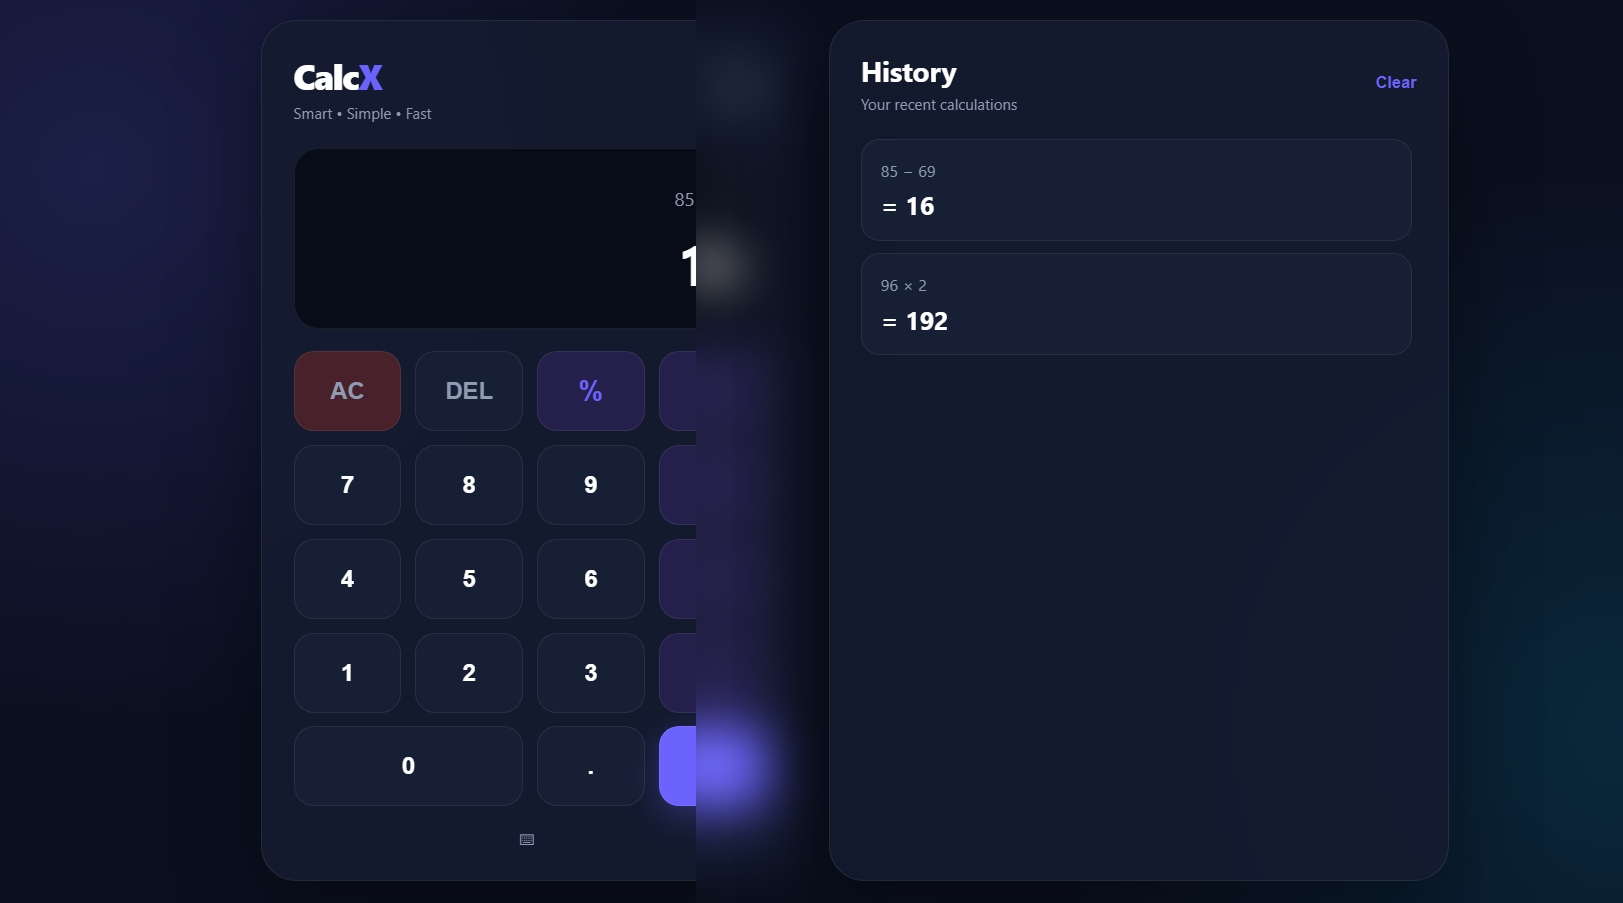 CalcX
Smart • Simple • Fast
85
1
AC DEL %
7 8 9
4 5 6
1 2 3
0 .
History
Clear
Your recent calculations
85 − 69
= 16
96 × 2
= 192